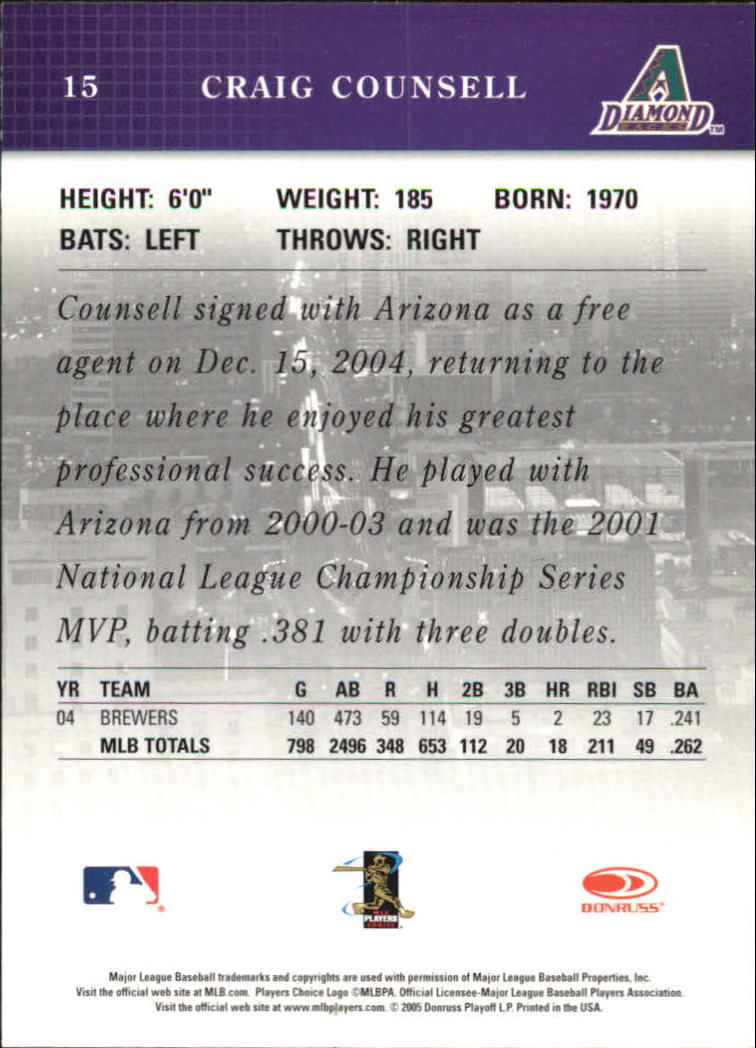 15 CRAIG COUNSELL
A
DIAMOND
BACKS TM
HEIGHT: 6'0" WEIGHT: 185 BORN: 1970
BATS: LEFT THROWS: RIGHT
Counsell signed with Arizona as a free
agent on Dec. 15, 2004, returning to the
place where he enjoyed his greatest
professional success. He played with
Arizona from 2000-03 and was the 2001
National League Championship Series
MVP, batting .381 with three doubles.
YR TEAM G AB R H 2B 3B HR RBI SB BA
04 BREWERS 140 473 59 114 19 5 2 23 17 .241
MLB TOTALS 798 2496 348 653 112 20 18 211 49 .262
®
MLB
PLAYERS
CHOICE
DONRUSS®
Major League Baseball trademarks and copyrights are used with permission of Major League Baseball Properties, Inc.
Visit the official web site at MLB.com. Players Choice Logo ©MLBPA. Official Licensee-Major League Baseball Players Association.
Visit the official web site at www.mlbplayers.com. © 2005 Donruss Playoff L.P. Printed in the USA.